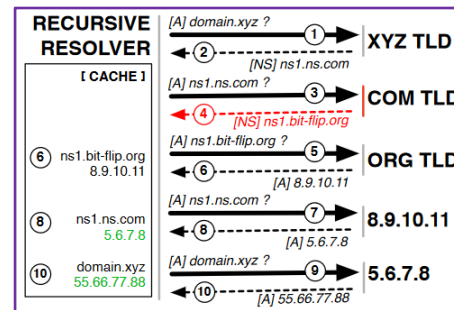 RECURSIVE
RESOLVER
[ CACHE ]
6 ns1.bit-flip.org
8.9.10.11
8 ns1.ns.com
5.6.7.8
10 domain.xyz
55.66.77.88
[A] domain.xyz ?
1
2
[NS] ns1.ns.com
XYZ TLD
[A] ns1.ns.com ?
3
4
[NS] ns1.bit-flip.org
COM TLD
[A] ns1.bit-flip.org ?
5
6
[A] 8.9.10.11
ORG TLD
[A] ns1.ns.com ?
7
8
[A] 5.6.7.8
8.9.10.11
[A] domain.xyz ?
9
10
[A] 55.66.77.88
5.6.7.8